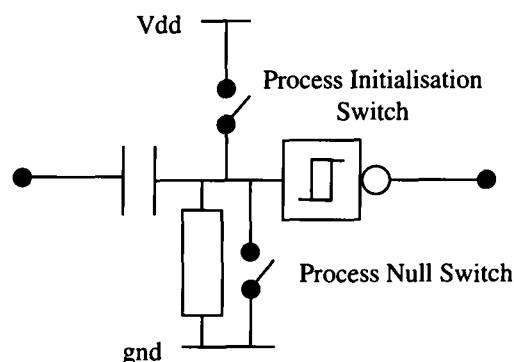 Vdd
Process Initialisation
Switch
Process Null Switch
gnd